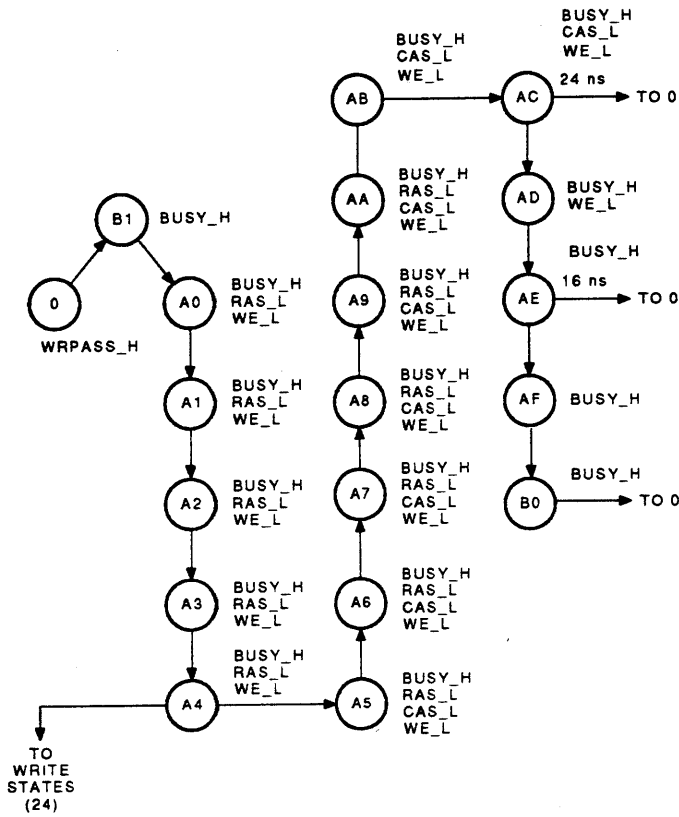 BUSY_H
CAS_L
WE_L
AB
BUSY_H
CAS_L
WE_L
AC
24 ns
TO 0
B1
BUSY_H
0
WRPASS_H
A0
BUSY_H
RAS_L
WE_L
A1
BUSY_H
RAS_L
WE_L
A2
BUSY_H
RAS_L
WE_L
A3
BUSY_H
RAS_L
WE_L
A4
BUSY_H
RAS_L
WE_L
TO
WRITE
STATES
(24)
AA
BUSY_H
RAS_L
CAS_L
WE_L
A9
BUSY_H
RAS_L
CAS_L
WE_L
A8
BUSY_H
RAS_L
CAS_L
WE_L
A7
BUSY_H
RAS_L
CAS_L
WE_L
A6
BUSY_H
RAS_L
CAS_L
WE_L
A5
BUSY_H
RAS_L
CAS_L
WE_L
AD
BUSY_H
WE_L
BUSY_H
AE
16 ns
TO 0
AF
BUSY_H
B0
BUSY_H
TO 0